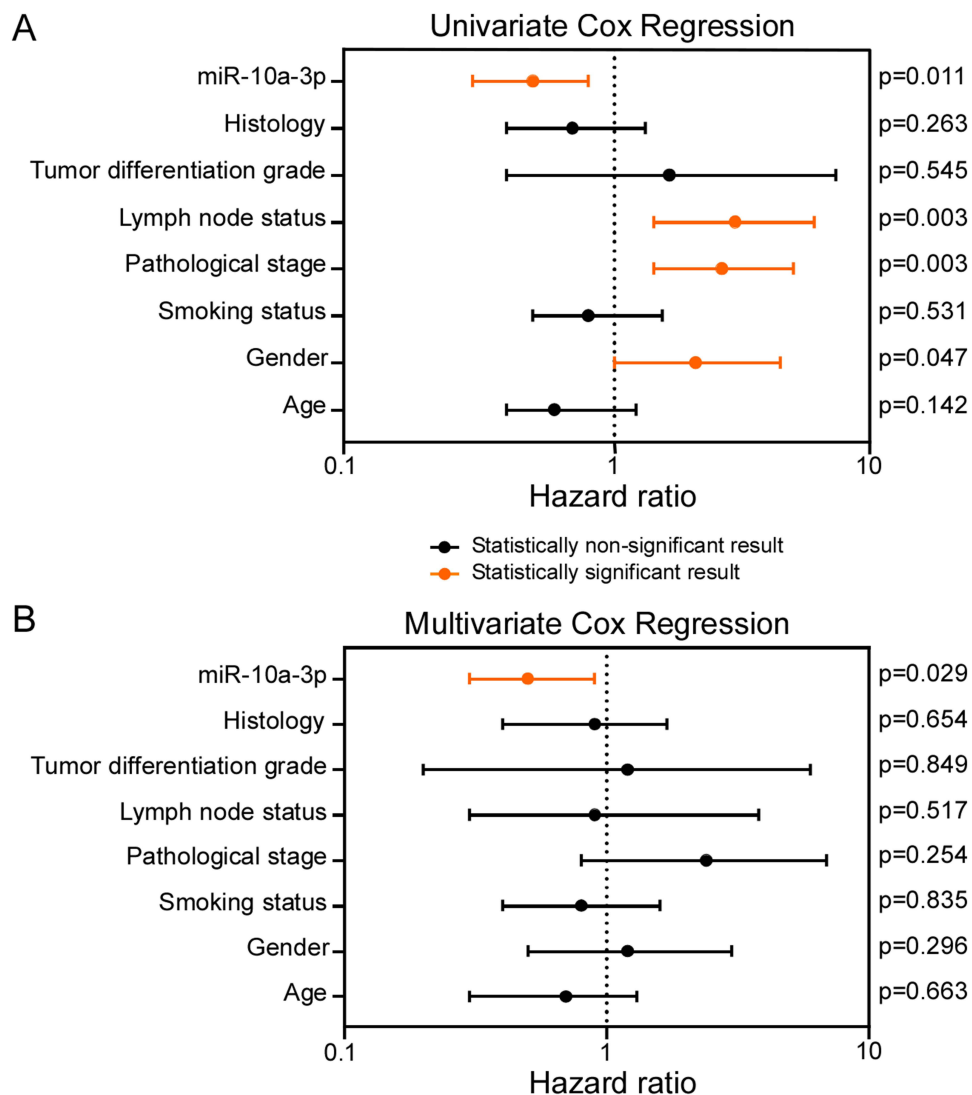 A
Univariate Cox Regression
miR-10a-3p p=0.011
Histology p=0.263
Tumor differentiation grade p=0.545
Lymph node status p=0.003
Pathological stage p=0.003
Smoking status p=0.531
Gender p=0.047
Age p=0.142
0.1 1 10
Hazard ratio
Statistically non-significant result
Statistically significant result
B
Multivariate Cox Regression
miR-10a-3p p=0.029
Histology p=0.654
Tumor differentiation grade p=0.849
Lymph node status p=0.517
Pathological stage p=0.254
Smoking status p=0.835
Gender p=0.296
Age p=0.663
0.1 1 10
Hazard ratio